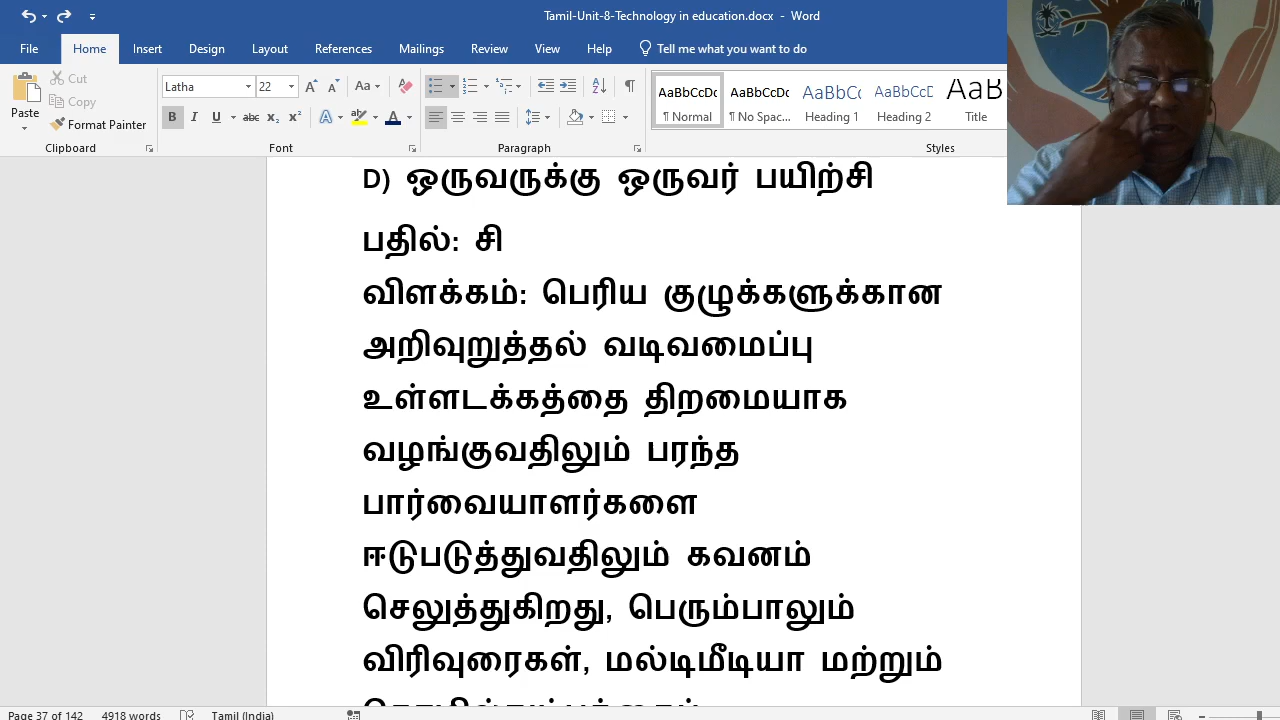 Tamil-Unit-8-Technology in education.docx - Word
File Home Insert Design Layout References Mailings Review View Help Tell me what you want to do
Cut
Copy
Paste
Format Painter
Latha 22
AaBbCcDc AaBbCcDc AaBbCc AaBbCcD AaB
¶ Normal ¶ No Spac... Heading 1 Heading 2 Title
Clipboard Font Paragraph Styles
D) ஒருவருக்கு ஒருவர் பயிற்சி
பதில்: சி
விளக்கம்: பெரிய குழுக்களுக்கான
அறிவுறுத்தல் வடிவமைப்பு
உள்ளடக்கத்தை திறமையாக
வழங்குவதிலும் பரந்த
பார்வையாளர்களை
ஈடுபடுத்துவதிலும் கவனம்
செலுத்துகிறது, பெரும்பாலும்
விரிவுரைகள், மல்டிமீடியா மற்றும்
Page 37 of 142 4918 words Tamil (India)